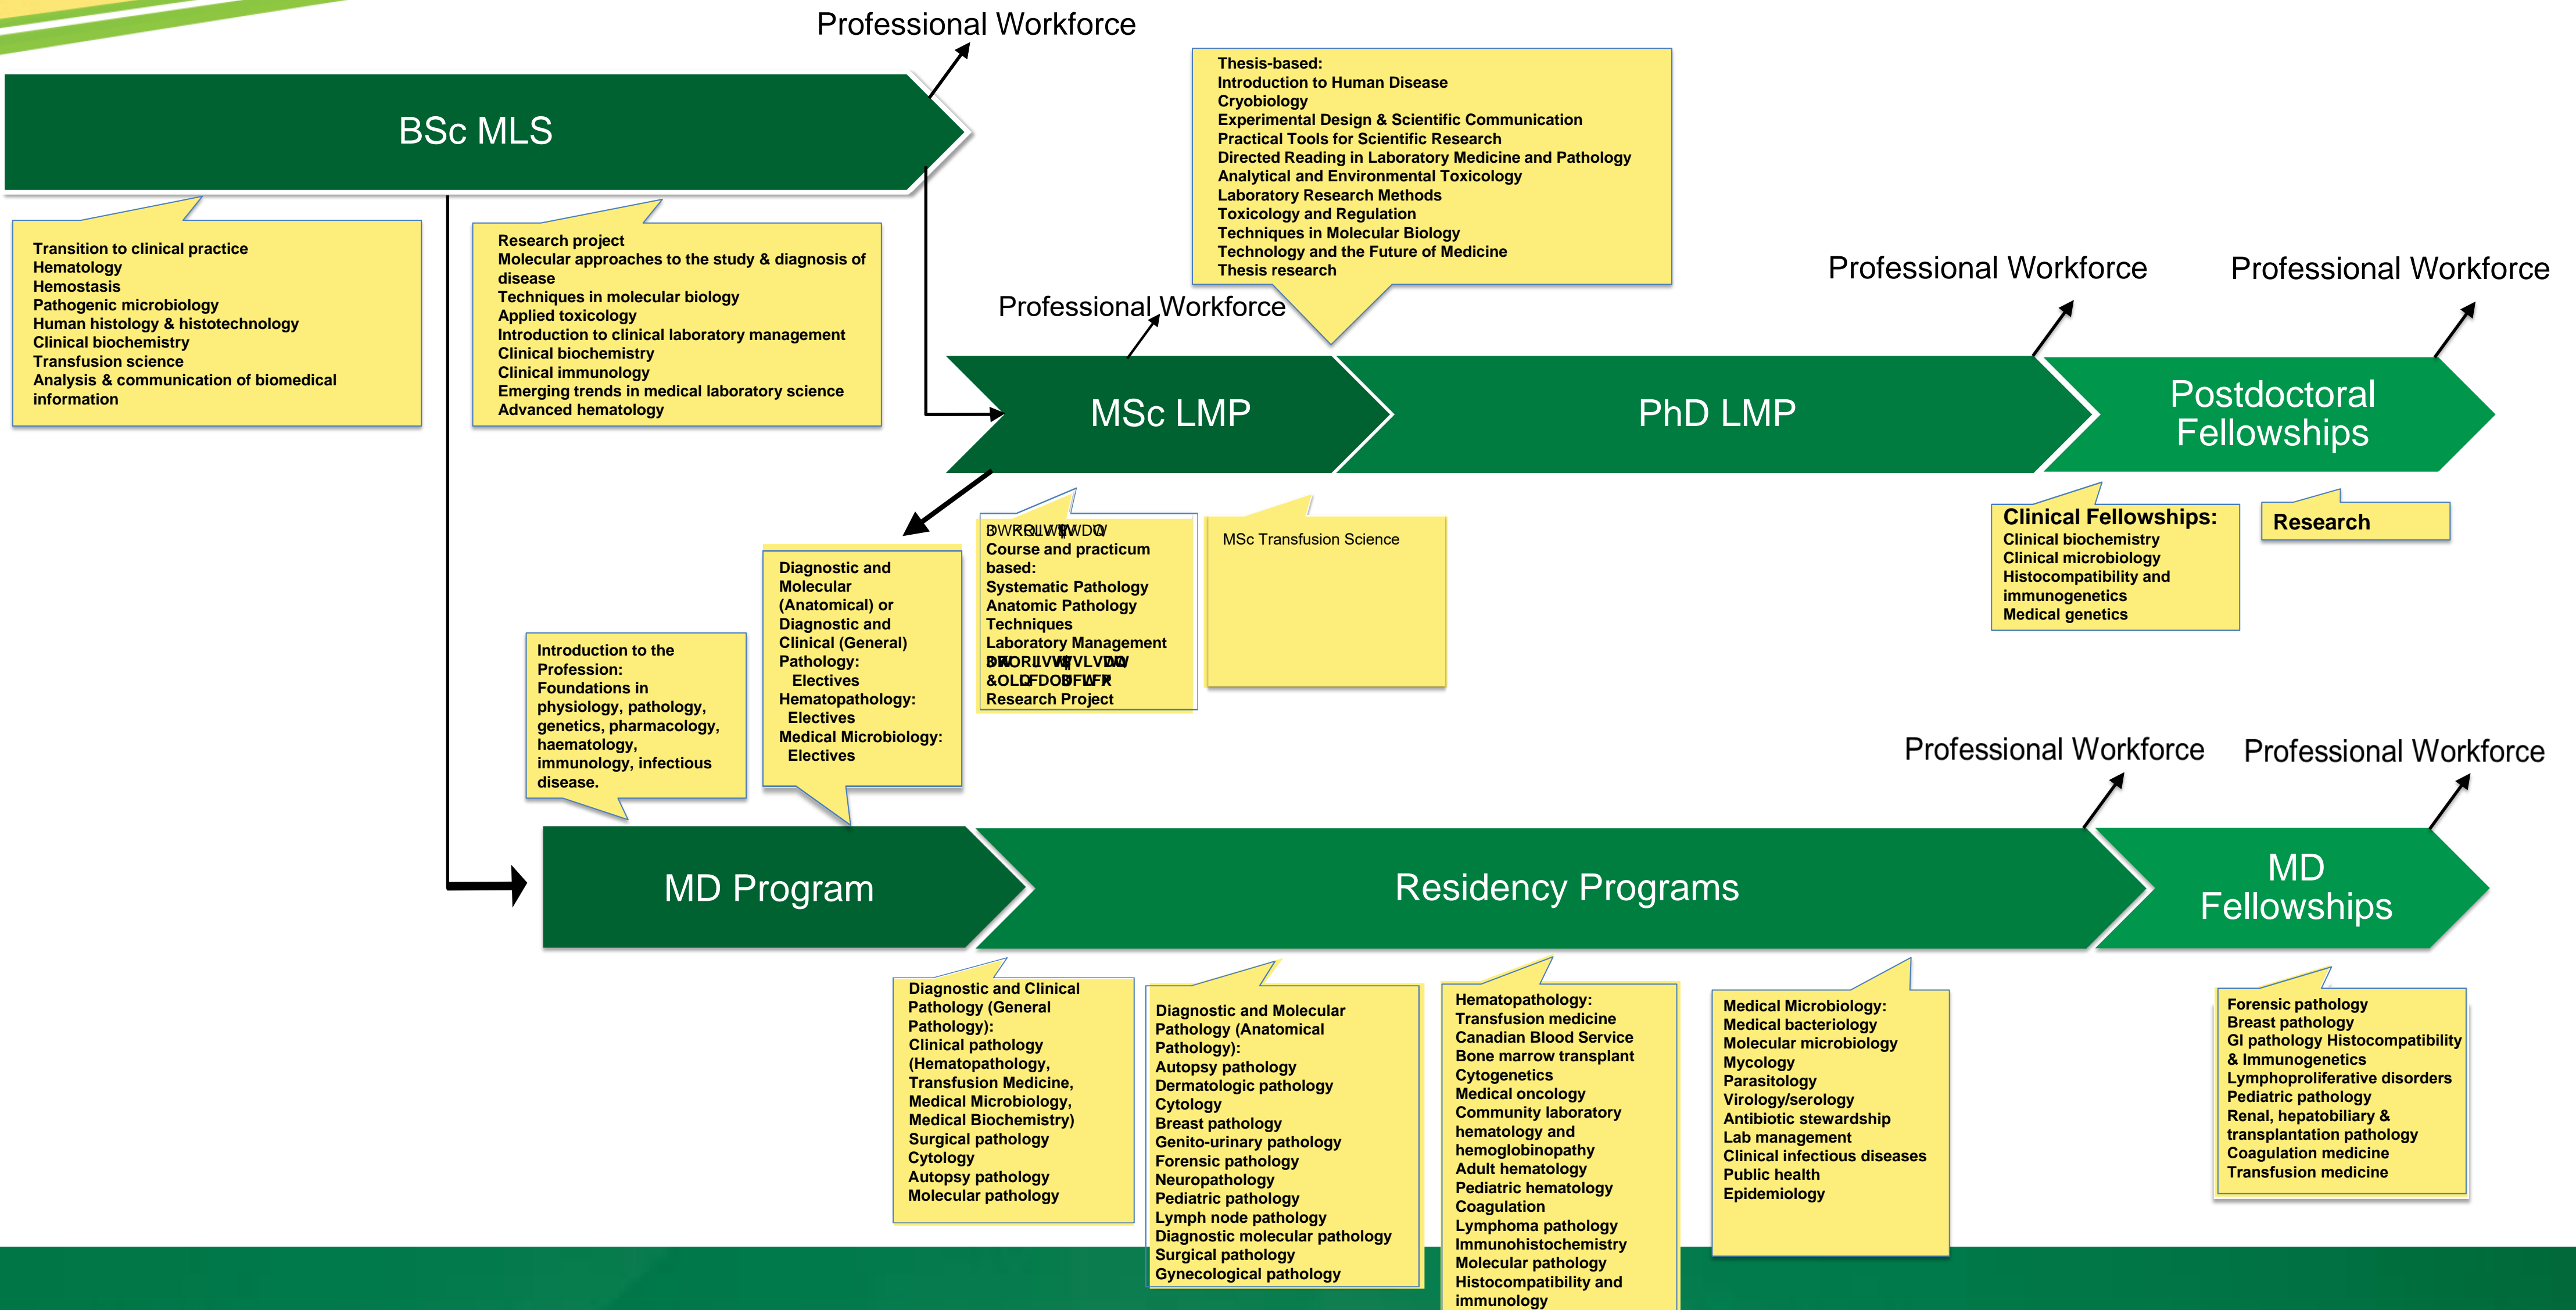 Professional Workforce
BSc MLS
Transition to clinical practice
Hematology
Hemostasis
Pathogenic microbiology
Human histology & histotechnology
Clinical biochemistry
Transfusion science
Analysis & communication of biomedical
information
Research project
Molecular approaches to the study & diagnosis of
disease
Techniques in molecular biology
Applied toxicology
Introduction to clinical laboratory management
Clinical biochemistry
Clinical immunology
Emerging trends in medical laboratory science
Advanced hematology
Thesis-based:
Introduction to Human Disease
Cryobiology
Experimental Design & Scientific Communication
Practical Tools for Scientific Research
Directed Reading in Laboratory Medicine and Pathology
Analytical and Environmental Toxicology
Laboratory Research Methods
Toxicology and Regulation
Techniques in Molecular Biology
Technology and the Future of Medicine
Thesis research
Professional Workforce
Professional Workforce
Professional Workforce
MSc LMP
PhD LMP
Postdoctoral
Fellowships
Course and practicum
based:
Systematic Pathology
Anatomic Pathology
Techniques
Laboratory Management
Research Project
MSc Transfusion Science
Clinical Fellowships:
Clinical biochemistry
Clinical microbiology
Histocompatibility and
immunogenetics
Medical genetics
Research
Introduction to the
Profession:
Foundations in
physiology, pathology,
genetics, pharmacology,
haematology,
immunology, infectious
disease.
Diagnostic and
Molecular
(Anatomical) or
Diagnostic and
Clinical (General)
Pathology:
Electives
Hematopathology:
Electives
Medical Microbiology:
Electives
Professional Workforce
Professional Workforce
MD Program
Residency Programs
MD
Fellowships
Diagnostic and Clinical
Pathology (General
Pathology):
Clinical pathology
(Hematopathology,
Transfusion Medicine,
Medical Microbiology,
Medical Biochemistry)
Surgical pathology
Cytology
Autopsy pathology
Molecular pathology
Diagnostic and Molecular
Pathology (Anatomical
Pathology):
Autopsy pathology
Dermatologic pathology
Cytology
Breast pathology
Genito-urinary pathology
Forensic pathology
Neuropathology
Pediatric pathology
Lymph node pathology
Diagnostic molecular pathology
Surgical pathology
Gynecological pathology
Hematopathology:
Transfusion medicine
Canadian Blood Service
Bone marrow transplant
Cytogenetics
Medical oncology
Community laboratory
hematology and
hemoglobinopathy
Adult hematology
Pediatric hematology
Coagulation
Lymphoma pathology
Immunohistochemistry
Molecular pathology
Histocompatibility and
immunology
Medical Microbiology:
Medical bacteriology
Molecular microbiology
Mycology
Parasitology
Virology/serology
Antibiotic stewardship
Lab management
Clinical infectious diseases
Public health
Epidemiology
Forensic pathology
Breast pathology
GI pathology Histocompatibility
& Immunogenetics
Lymphoproliferative disorders
Pediatric pathology
Renal, hepatobiliary &
transplantation pathology
Coagulation medicine
Transfusion medicine